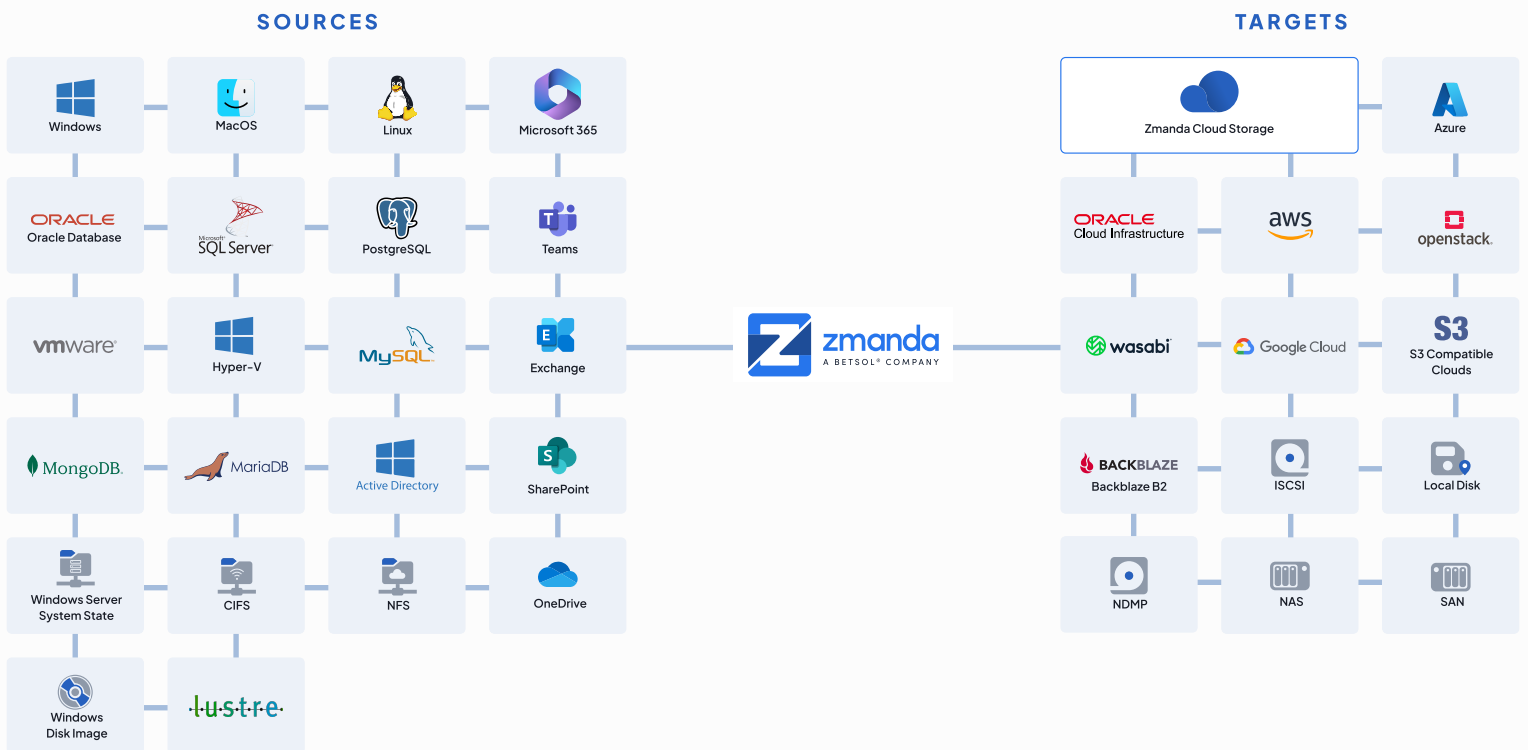 SOURCES
TARGETS
Windows
MacOS
Linux
Microsoft 365
Zmanda Cloud Storage
Azure
ORACLE
Oracle Database
Microsoft
SQL Server
PostgreSQL
T
Teams
ORACLE
Cloud Infrastructure
aws
openstack.
vmware
Hyper-V
MySQL
E
Exchange
Z
zmanda
A BETSOL® COMPANY
wasabi
Google Cloud
S3
S3 Compatible
Clouds
MongoDB.
MariaDB
Active Directory
S
SharePoint
BACKBLAZE
Backblaze B2
ISCSI
Local Disk
Windows Server
System State
CIFS
NFS
OneDrive
NDMP
NAS
SAN
Windows
Disk Image
lustre